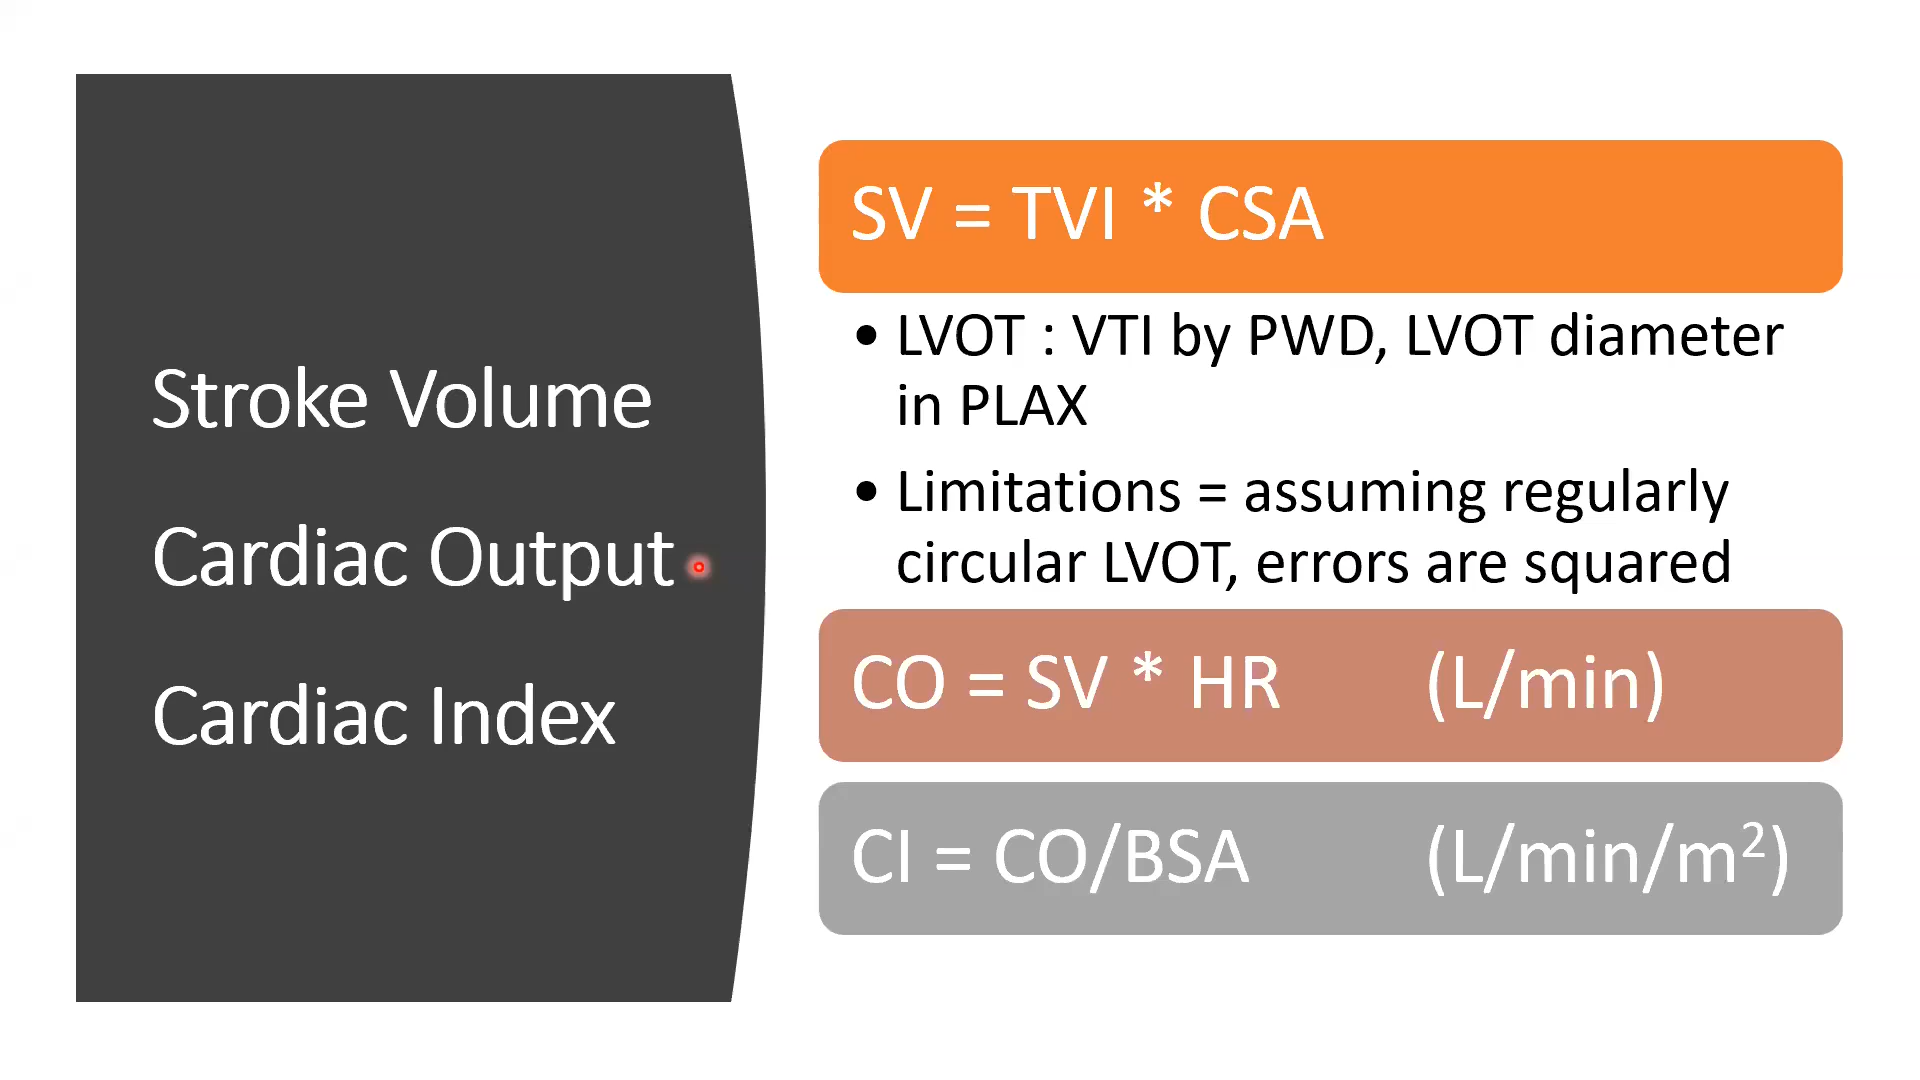 Stroke Volume
Cardiac Output
Cardiac Index
SV = TVI * CSA
• LVOT : VTI by PWD, LVOT diameter
in PLAX
• Limitations = assuming regularly
circular LVOT, errors are squared
CO = SV * HR (L/min)
CI = CO/BSA (L/min/m²)